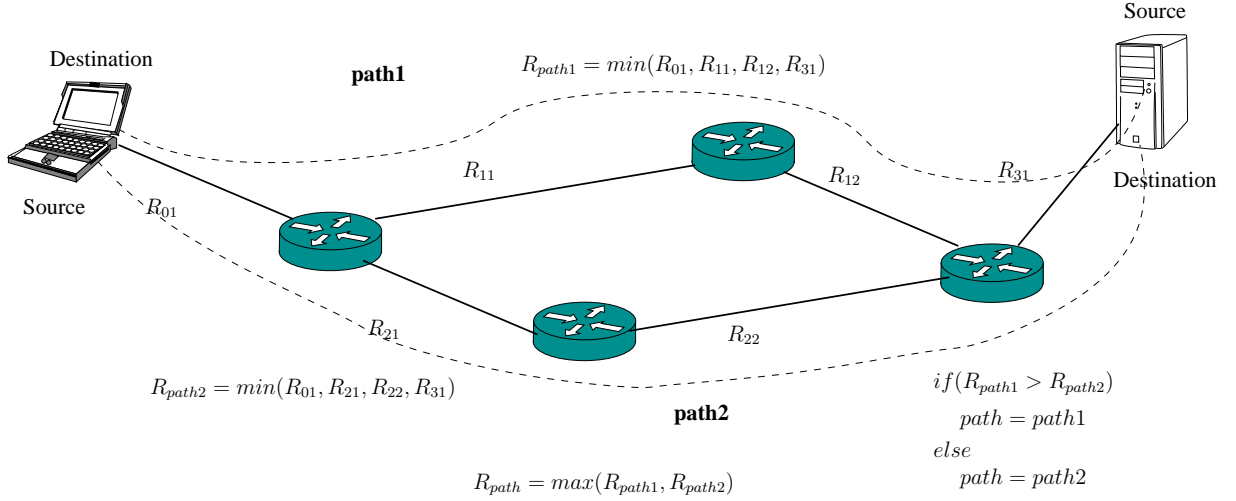 Source
Destination
path1
$R_{path1} = min(R_{01}, R_{11}, R_{12}, R_{31})$
$R_{11}$
$R_{12}$
$R_{31}$
Destination
Source
$R_{01}$
$R_{21}$
$R_{22}$
$R_{path2} = min(R_{01}, R_{21}, R_{22}, R_{31})$
path2
$if(R_{path1} > R_{path2})$
$path = path1$
$else$
$path = path2$
$R_{path} = max(R_{path1}, R_{path2})$